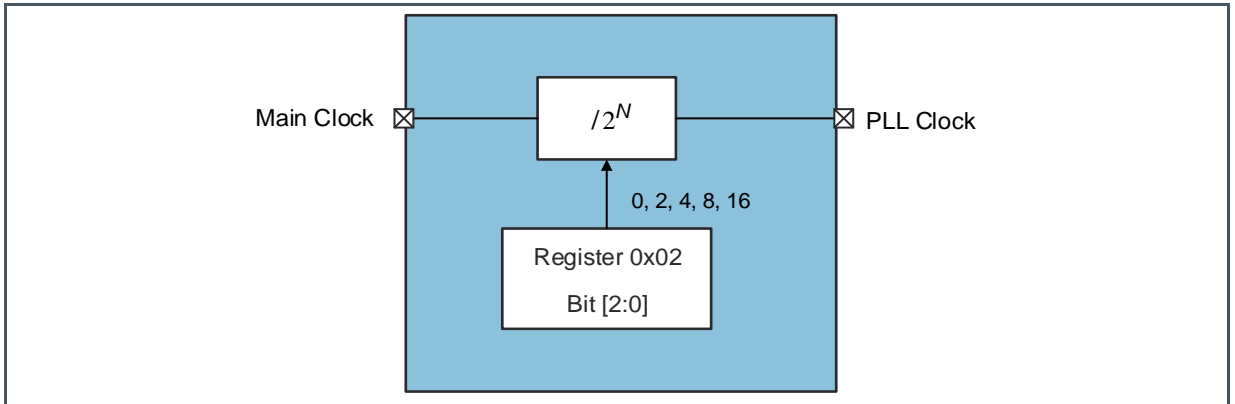 Main Clock
/2^N
PLL Clock
0, 2, 4, 8, 16
Register 0x02
Bit [2:0]